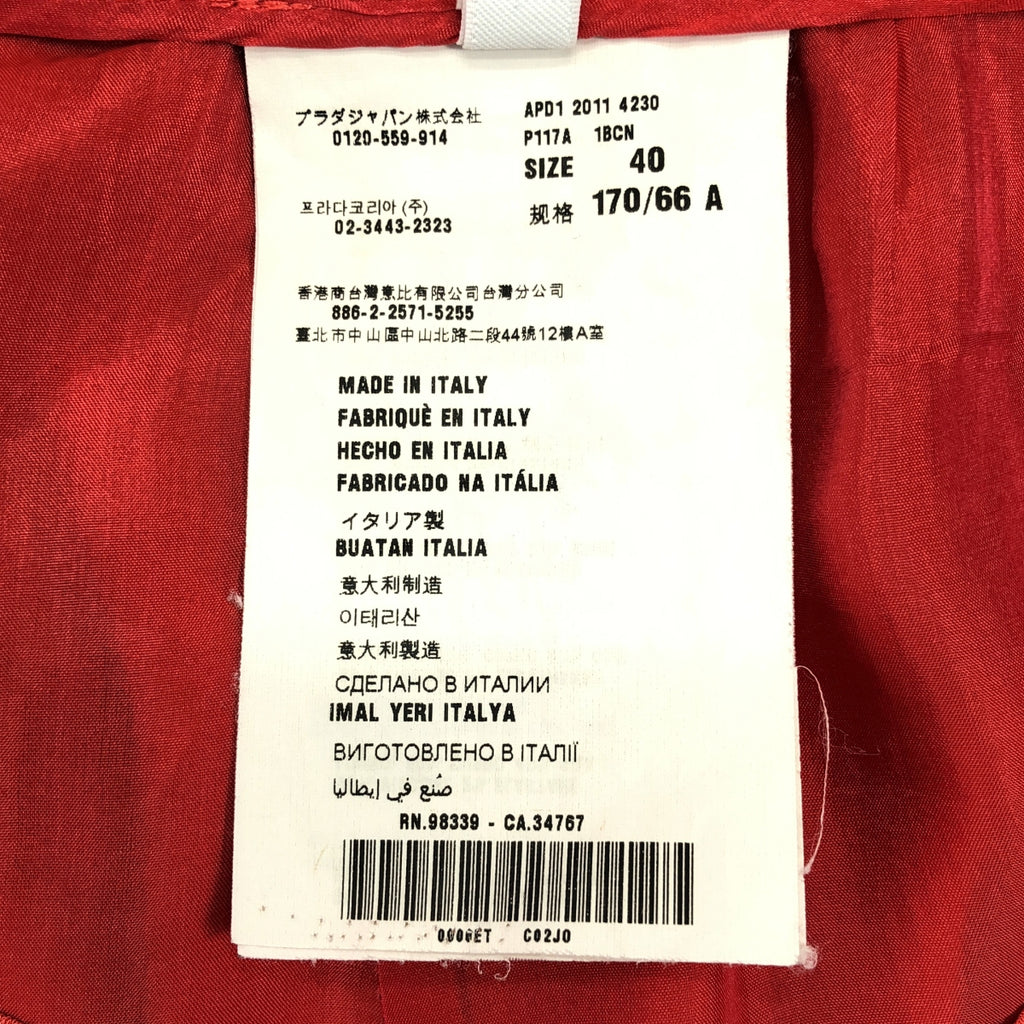 プラダジャパン株式会社
0120-559-914
APD1 2011 4230
P117A 1BCN
SIZE 40
规格 170/66 A
프라다코리아 (주)
02-3443-2323
香港商台灣意比有限公司台灣分公司
886-2-2571-5255
臺北市中山區中山北路二段44號12樓A室
MADE IN ITALY
FABRIQUÈ EN ITALY
HECHO EN ITALIA
FABRICADO NA ITÁLIA
イタリア製
BUATAN ITALIA
意大利制造
이태리산
意大利製造
СДЕЛАНО В ИТАЛИИ
IMAL YERI ITALYA
ВИГОТОВЛЕНО В ІТАЛІЇ
صُنع في إيطاليا
RN.98339 - CA.34767
0006ET C02J0